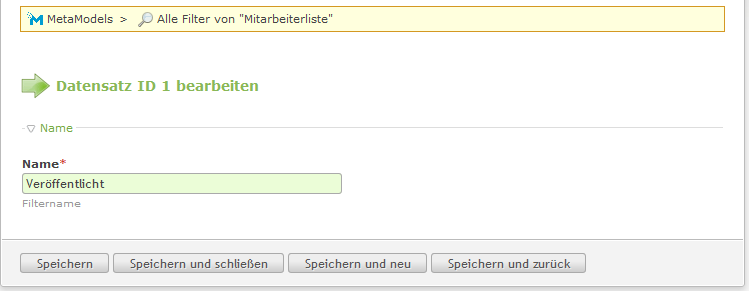 MetaModels > Alle Filter von "Mitarbeiterliste"
Datensatz ID 1 bearbeiten
Name
Name*
Veröffentlicht
Filtername
Speichern Speichern und schließen Speichern und neu Speichern und zurück